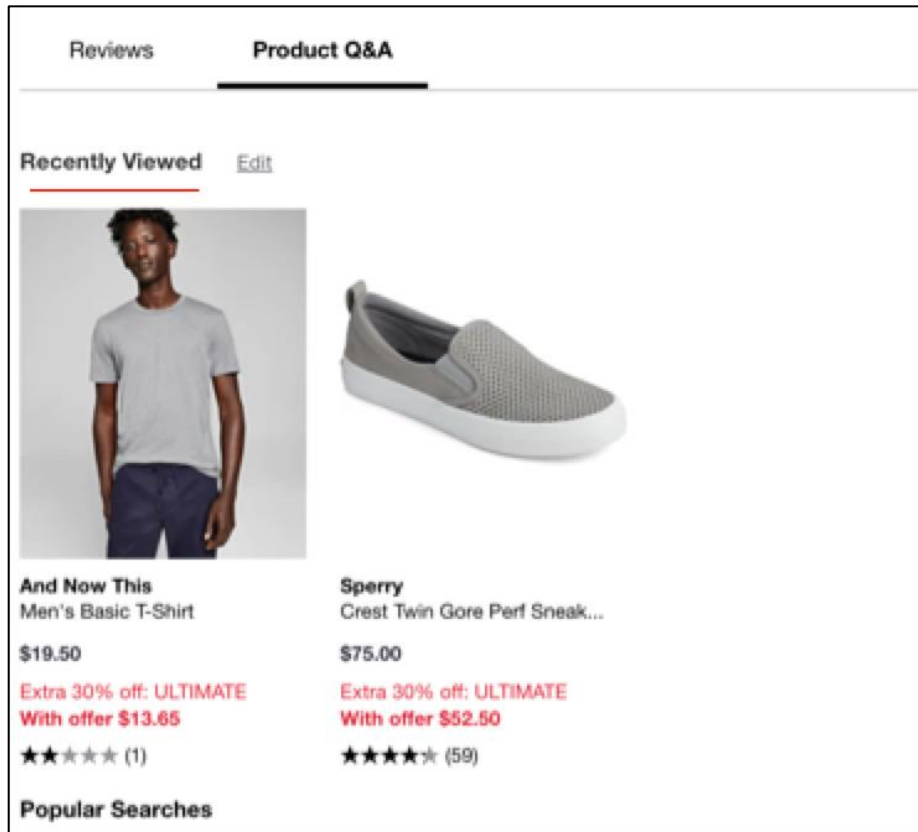 Reviews Product Q&A
Recently Viewed Edit
And Now This
Men's Basic T-Shirt
$19.50
Extra 30% off: ULTIMATE
With offer $13.65
(1)
Sperry
Crest Twin Gore Perf Sneak...
$75.00
Extra 30% off: ULTIMATE
With offer $52.50
(59)
Popular Searches